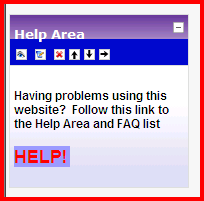 Help Area
Having problems using this
website? Follow this link to
the Help Area and FAQ list
HELP!